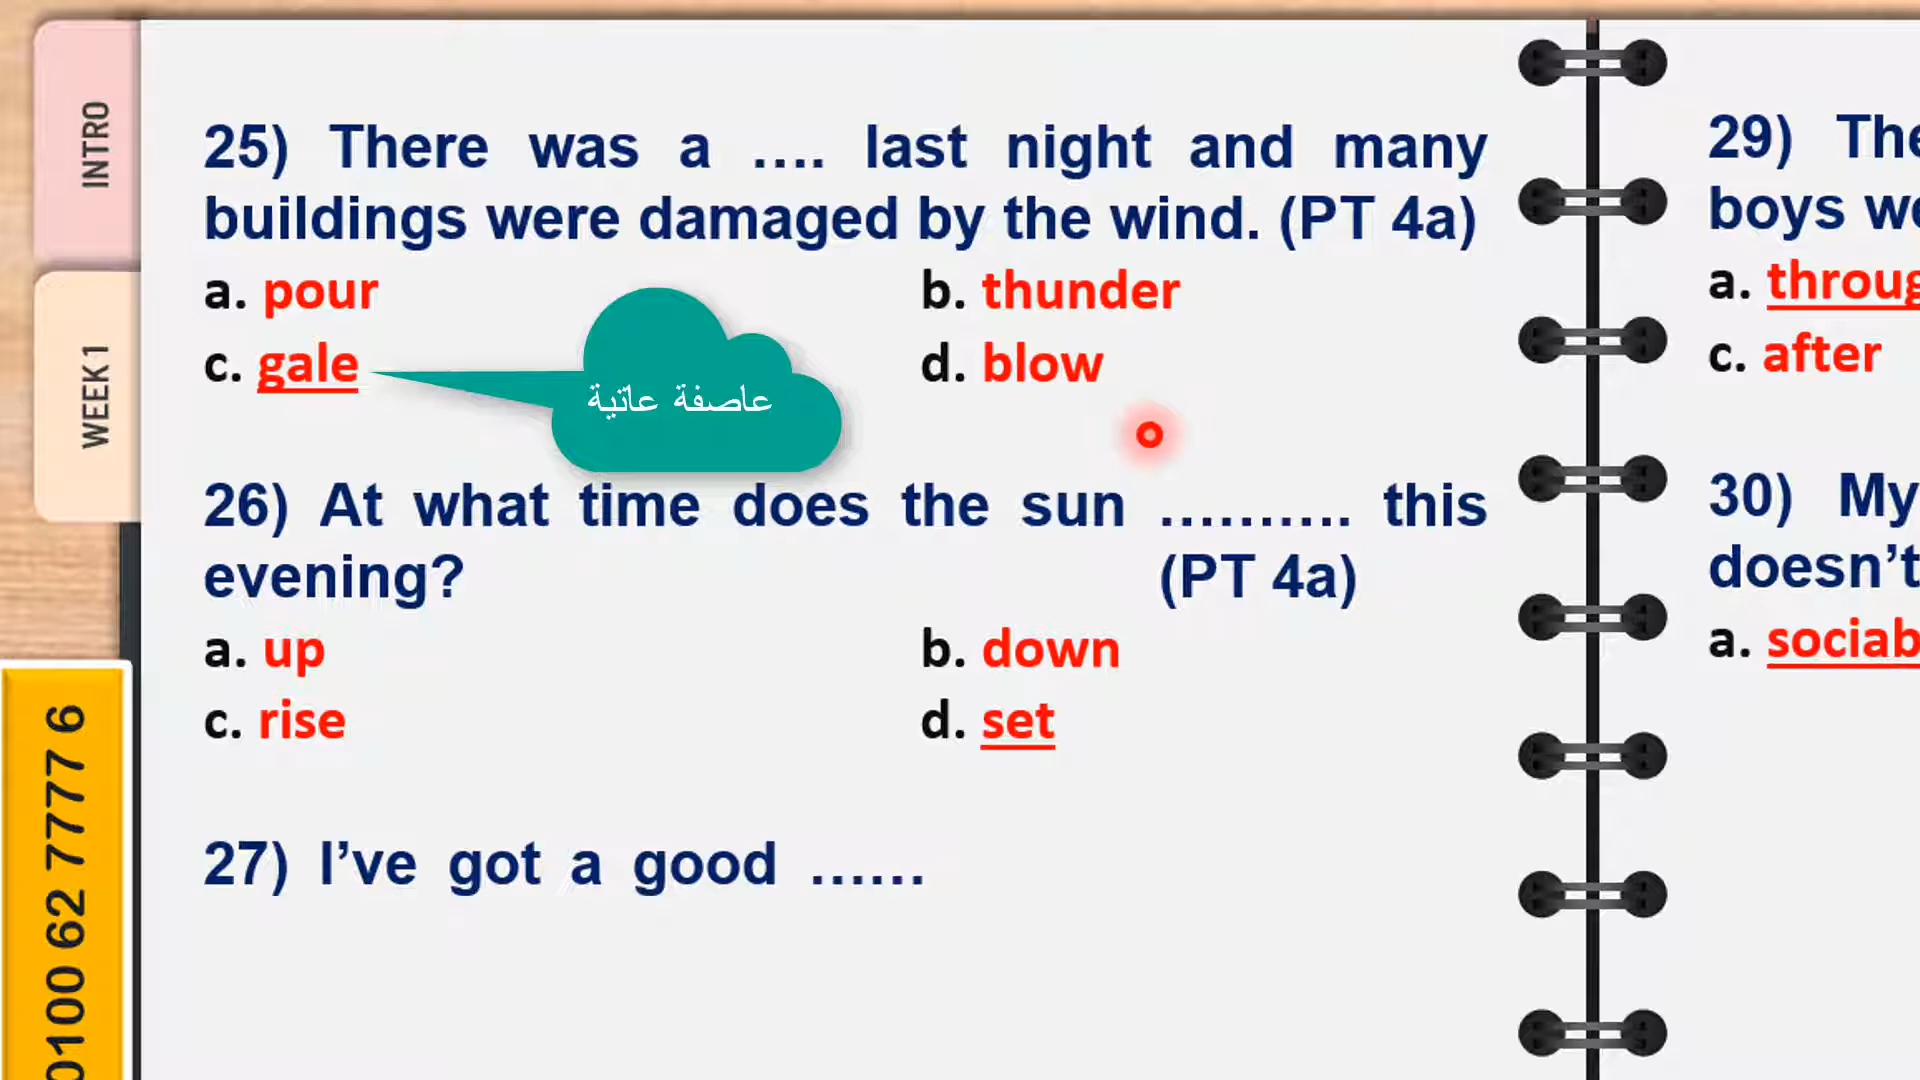 INTRO
WEEK 1
0100 62 7777 6
25) There was a .... last night and many
buildings were damaged by the wind. (PT 4a)
a. pour b. thunder
c. gale d. blow
عاصفة عاتية
26) At what time does the sun .......... this
evening? (PT 4a)
a. up b. down
c. rise d. set
27) I’ve got a good ......
29) The
boys we
a. throug
c. after
30) My
doesn’t
a. sociab